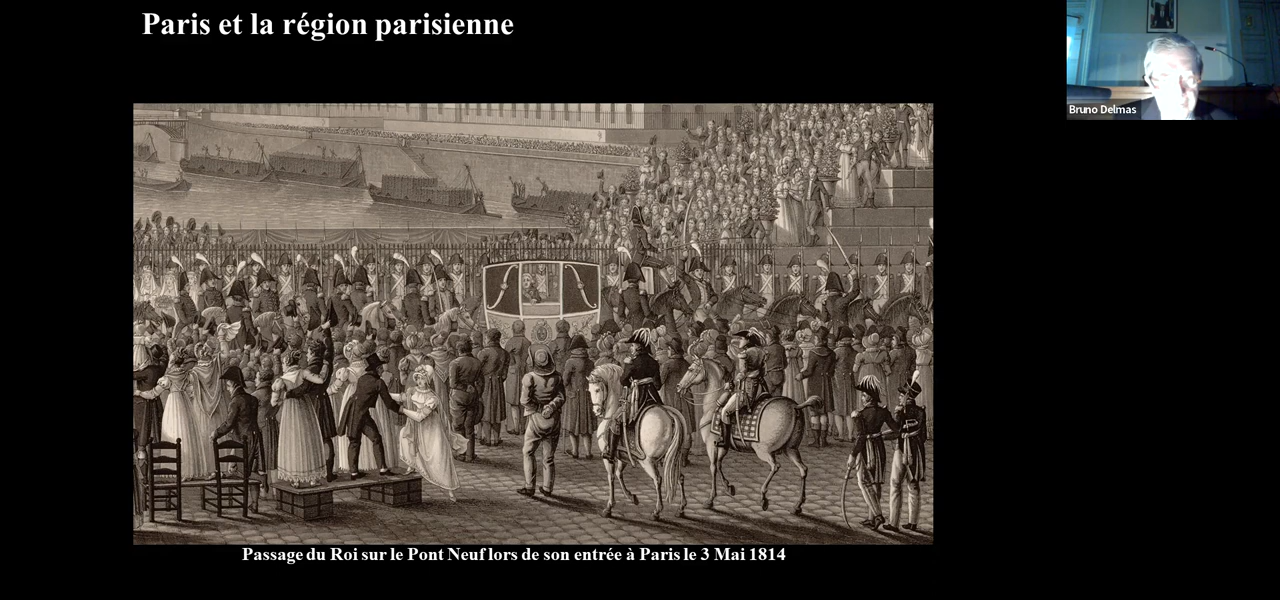 Paris et la région parisienne
Bruno Delmas
Passage du Roi sur le Pont Neuf lors de son entrée à Paris le 3 Mai 1814